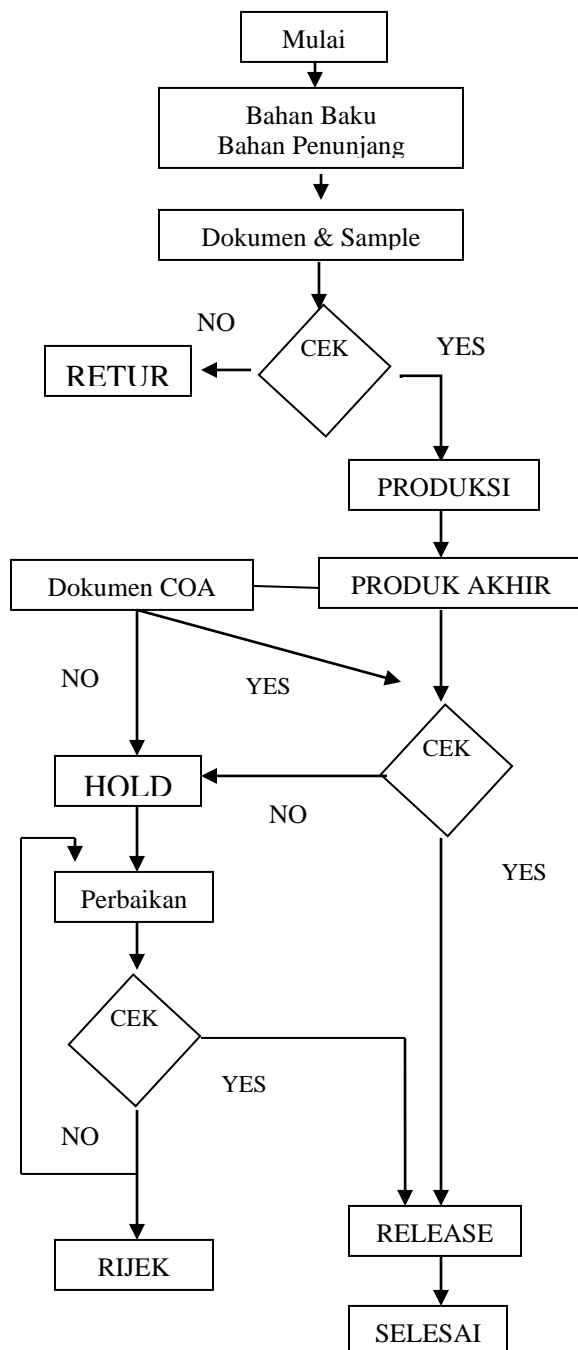 Mulai
Bahan Baku
Bahan Penunjang
Dokumen & Sample
NO
CEK
YES
RETUR
PRODUKSI
Dokumen COA
PRODUK AKHIR
NO
YES
CEK
HOLD
NO
YES
Perbaikan
CEK
YES
NO
RELEASE
RIJEK
SELESAI